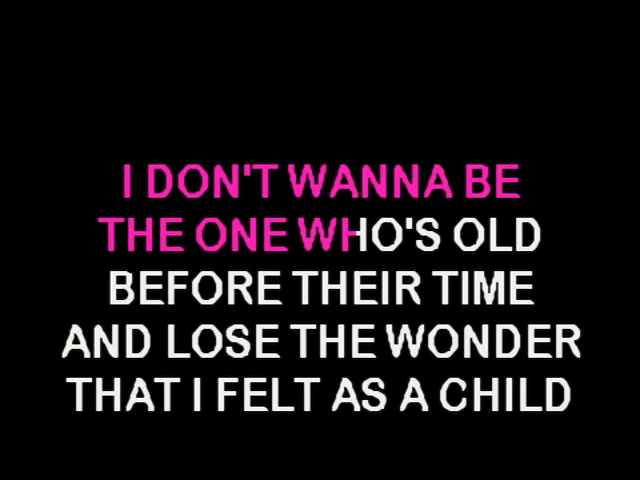 I DON'T WANNA BE
THE ONE WHO'S OLD
BEFORE THEIR TIME
AND LOSE THE WONDER
THAT I FELT AS A CHILD